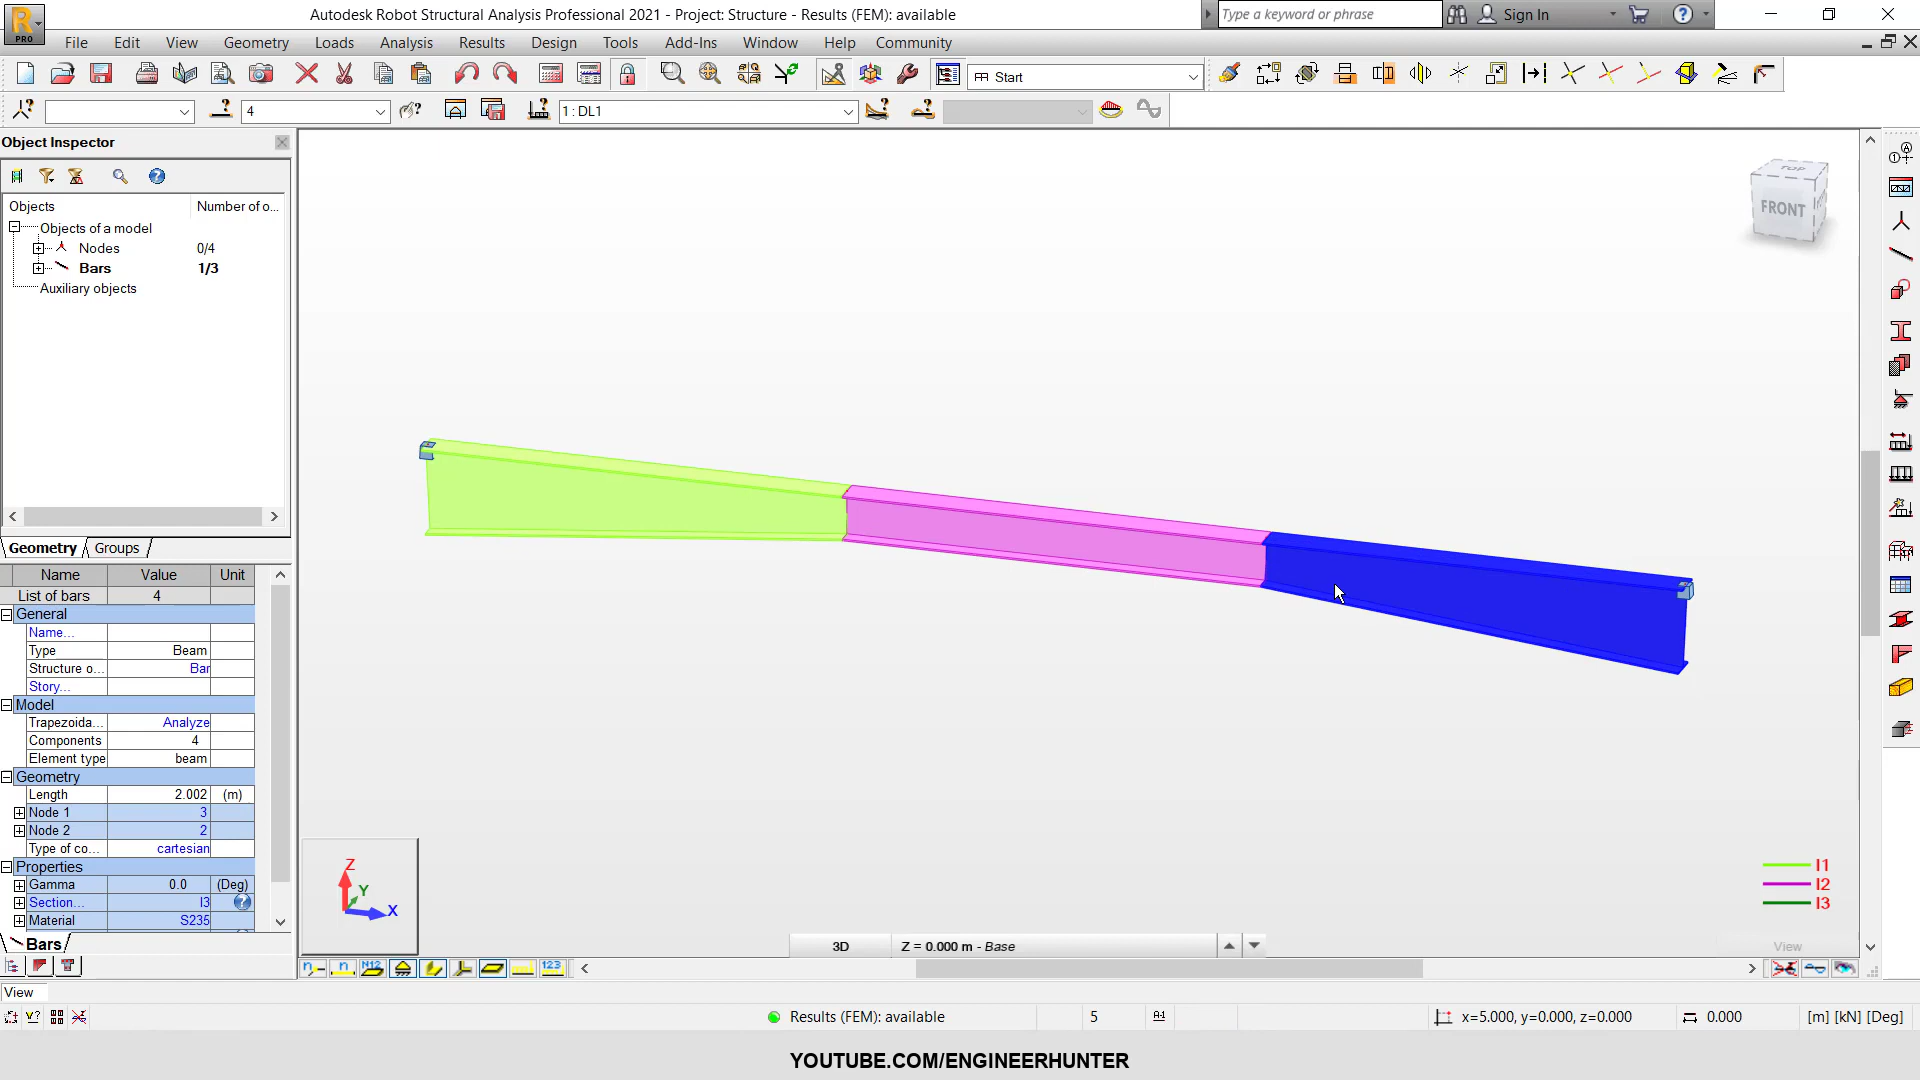 PRO
Autodesk Robot Structural Analysis Professional 2021 - Project: Structure - Results (FEM): available
Type a keyword or phrase
Sign In
File Edit View Geometry Loads Analysis Results Design Tools Add-Ins Window Help Community
Start
4
1 : DL1
Object Inspector
Objects Number of o...
Objects of a model
Nodes 0/4
Bars 1/3
Auxiliary objects
Geometry Groups
Name Value Unit
List of bars 4
General
Name...
Type Beam
Structure o... Bar
Story...
Model
Trapezoida... Analyze
Components 4
Element type beam
Geometry
Length 2.002 (m)
Node 1 3
Node 2 2
Type of co... cartesian
Properties
Gamma 0.0 (Deg)
Section... I3
Material S235
Bars
TOP
FRONT
Z
Y
X
I1
I2
I3
3D
Z = 0.000 m - Base
View
View
Results (FEM): available
5
x=5.000, y=0.000, z=0.000
0.000
[m] [kN] [Deg]
YOUTUBE.COM/ENGINEERHUNTER